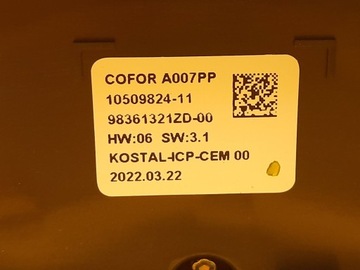 COFOR A007PP
10509824-11
98361321ZD-00
HW:06 SW:3.1
KOSTAL-ICP-CEM 00
2022.03.22